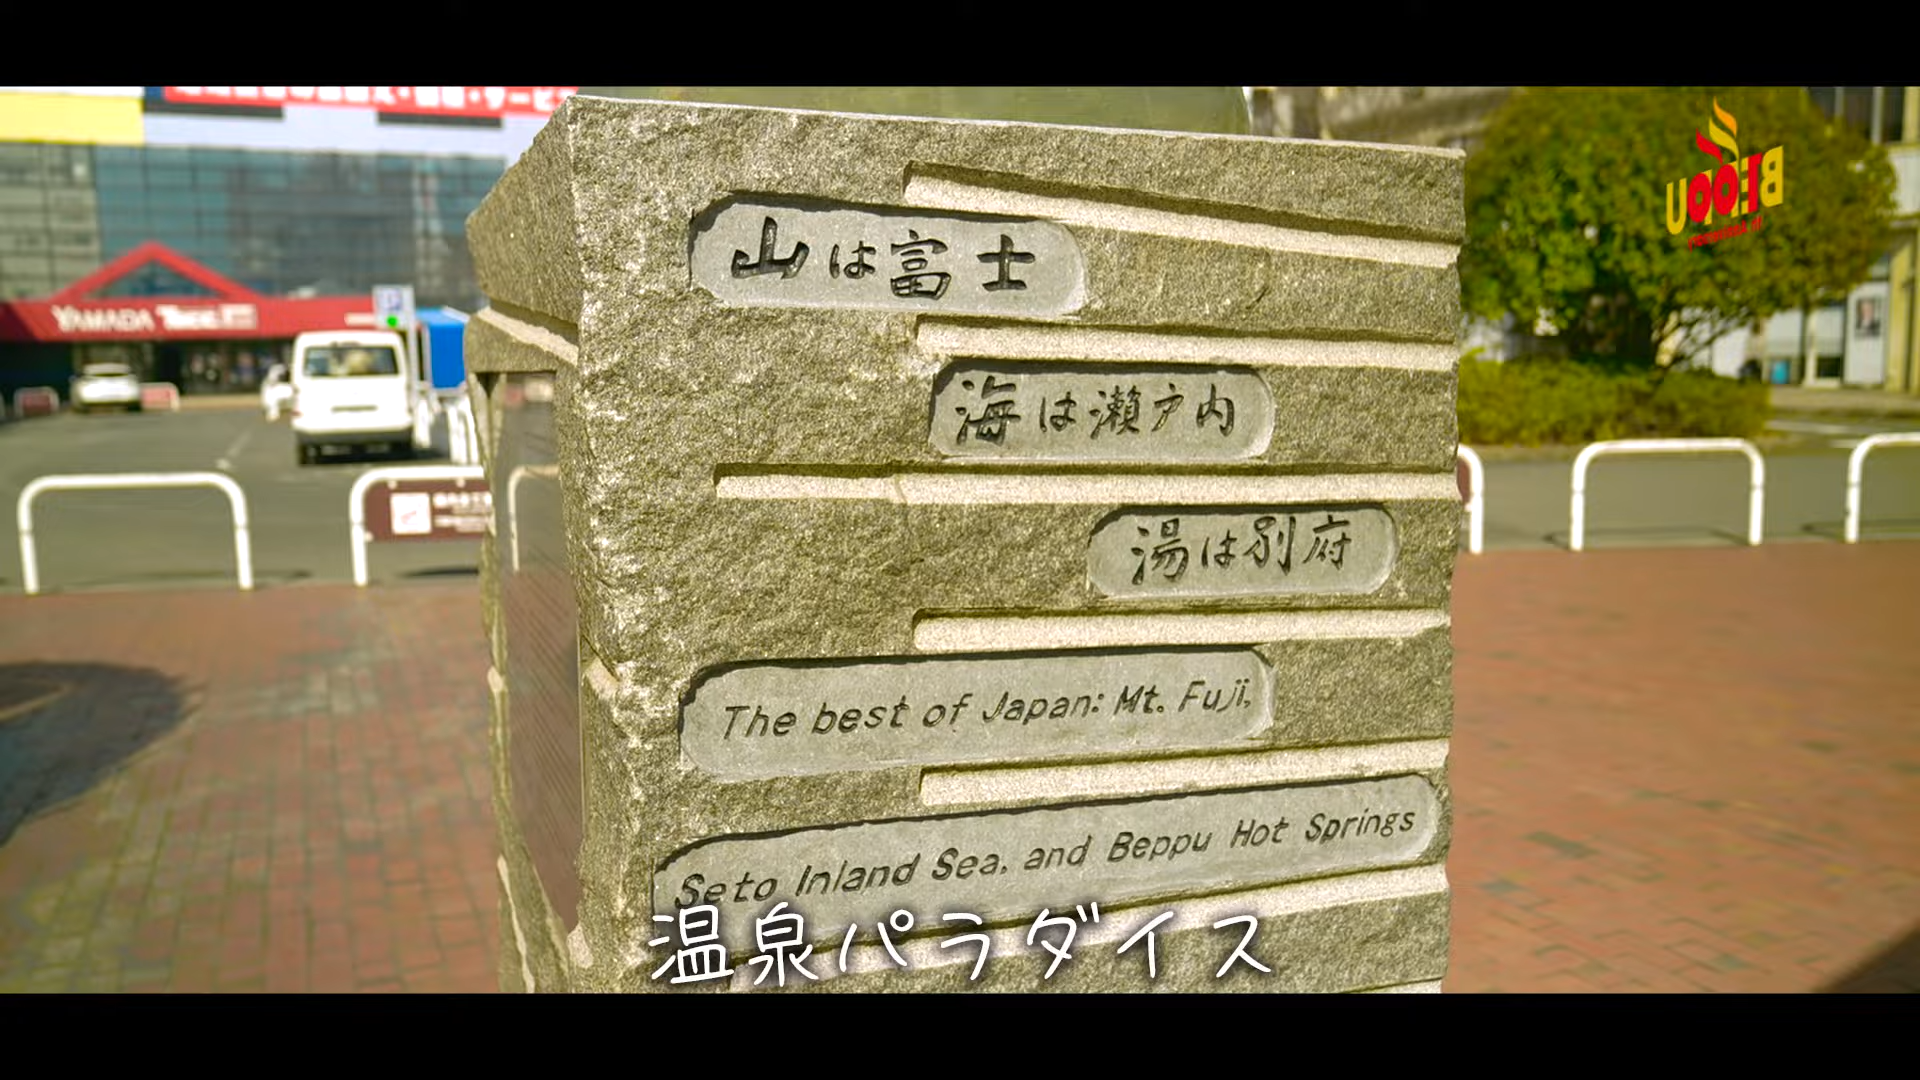 YAMADA
山は富士
海は瀬戸内
湯は別府
The best of Japan: Mt. Fuji,
Seto Inland Sea, and Beppu Hot Springs
温泉パラダイス